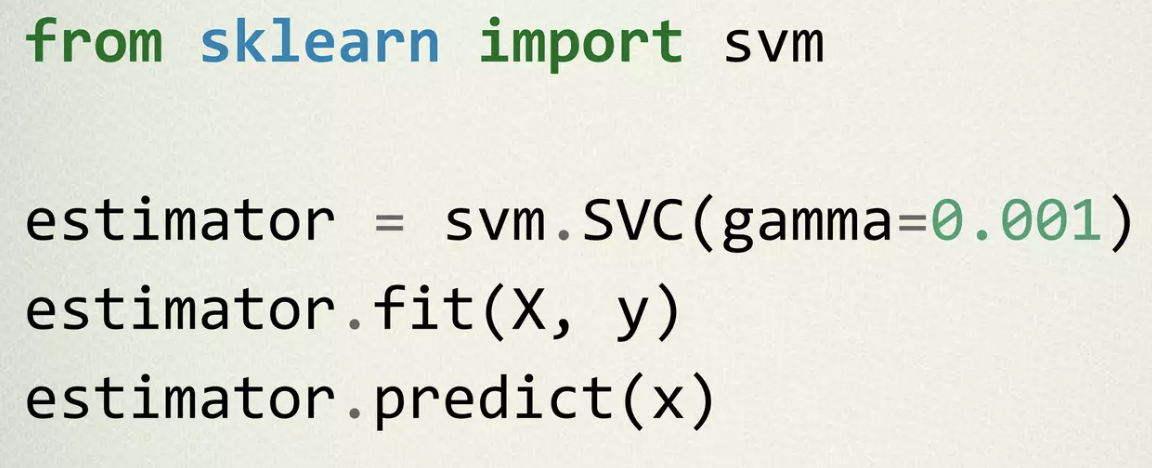 from sklearn import svm
estimator = svm.SVC(gamma=0.001)
estimator.fit(X, y)
estimator.predict(x)